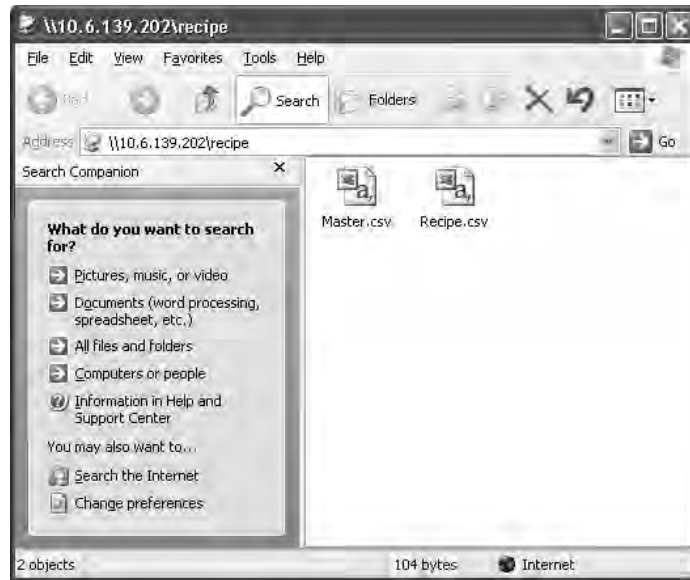 \\10.6.139.202\recipe
File Edit View Favorites Tools Help
Search Folders
Address \\10.6.139.202\recipe Go
Search Companion
Master.csv Recipe.csv
What do you want to search
for?
Pictures, music, or video
Documents (word processing,
spreadsheet, etc.)
All files and folders
Computers or people
Information in Help and
Support Center
You may also want to...
Search the Internet
Change preferences
2 objects 104 bytes Internet